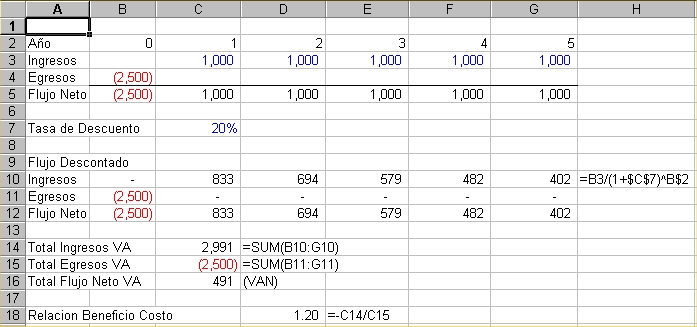 A B C D E F G H
1
2 Año 0 1 2 3 4 5
3 Ingresos 1,000 1,000 1,000 1,000 1,000
4 Egresos (2,500)
5 Flujo Neto (2,500) 1,000 1,000 1,000 1,000 1,000
6
7 Tasa de Descuento 20%
8
9 Flujo Descontado
10 Ingresos - 833 694 579 482 402 =B3/(1+$C$7)^B$2
11 Egresos (2,500) - - - - -
12 Flujo Neto (2,500) 833 694 579 482 402
13
14 Total Ingresos VA 2,991 =SUM(B10:G10)
15 Total Egresos VA (2,500) =SUM(B11:G11)
16 Total Flujo Neto VA 491 (VAN)
17
18 Relacion Beneficio Costo 1.20 =-C14/C15